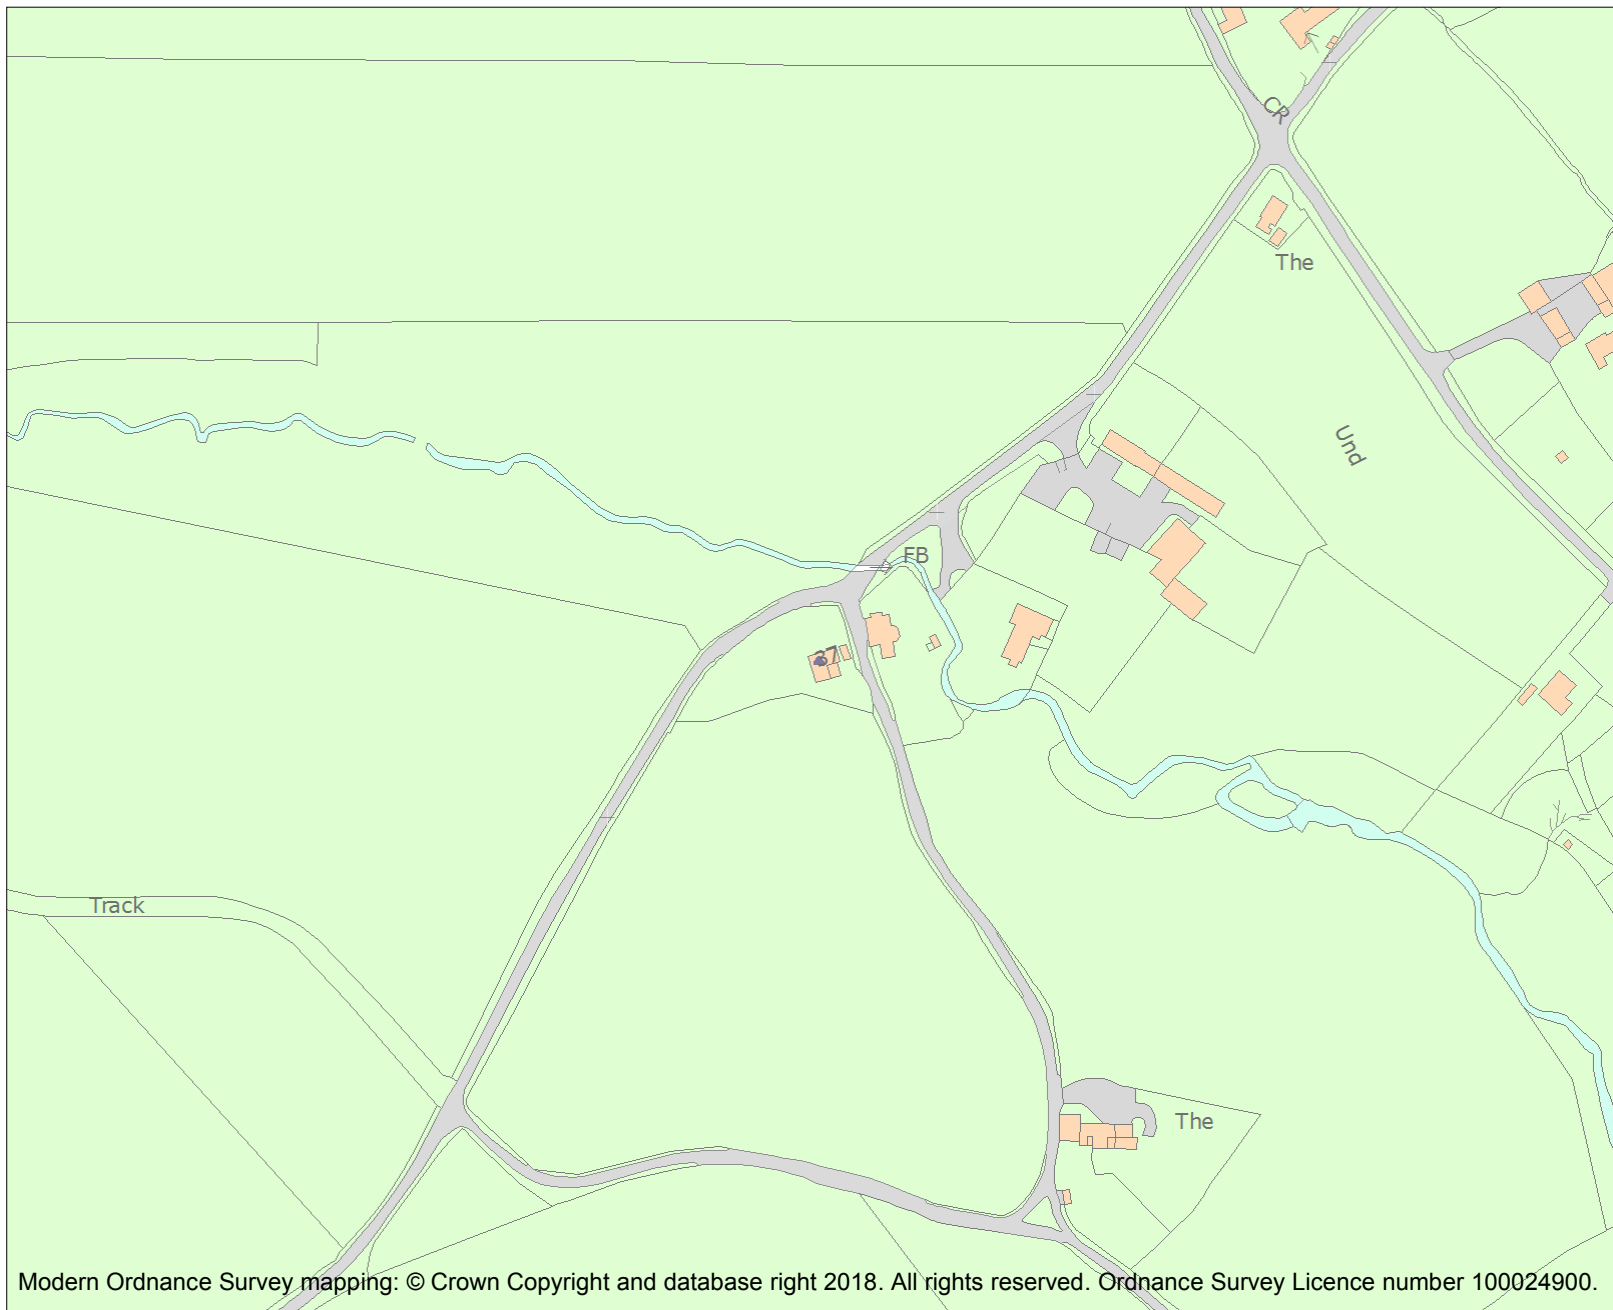 CR
The
Und
FB
37
Track
The
Modern Ordnance Survey mapping: © Crown Copyright and database right 2018. All rights reserved. Ordnance Survey Licence number 100024900.